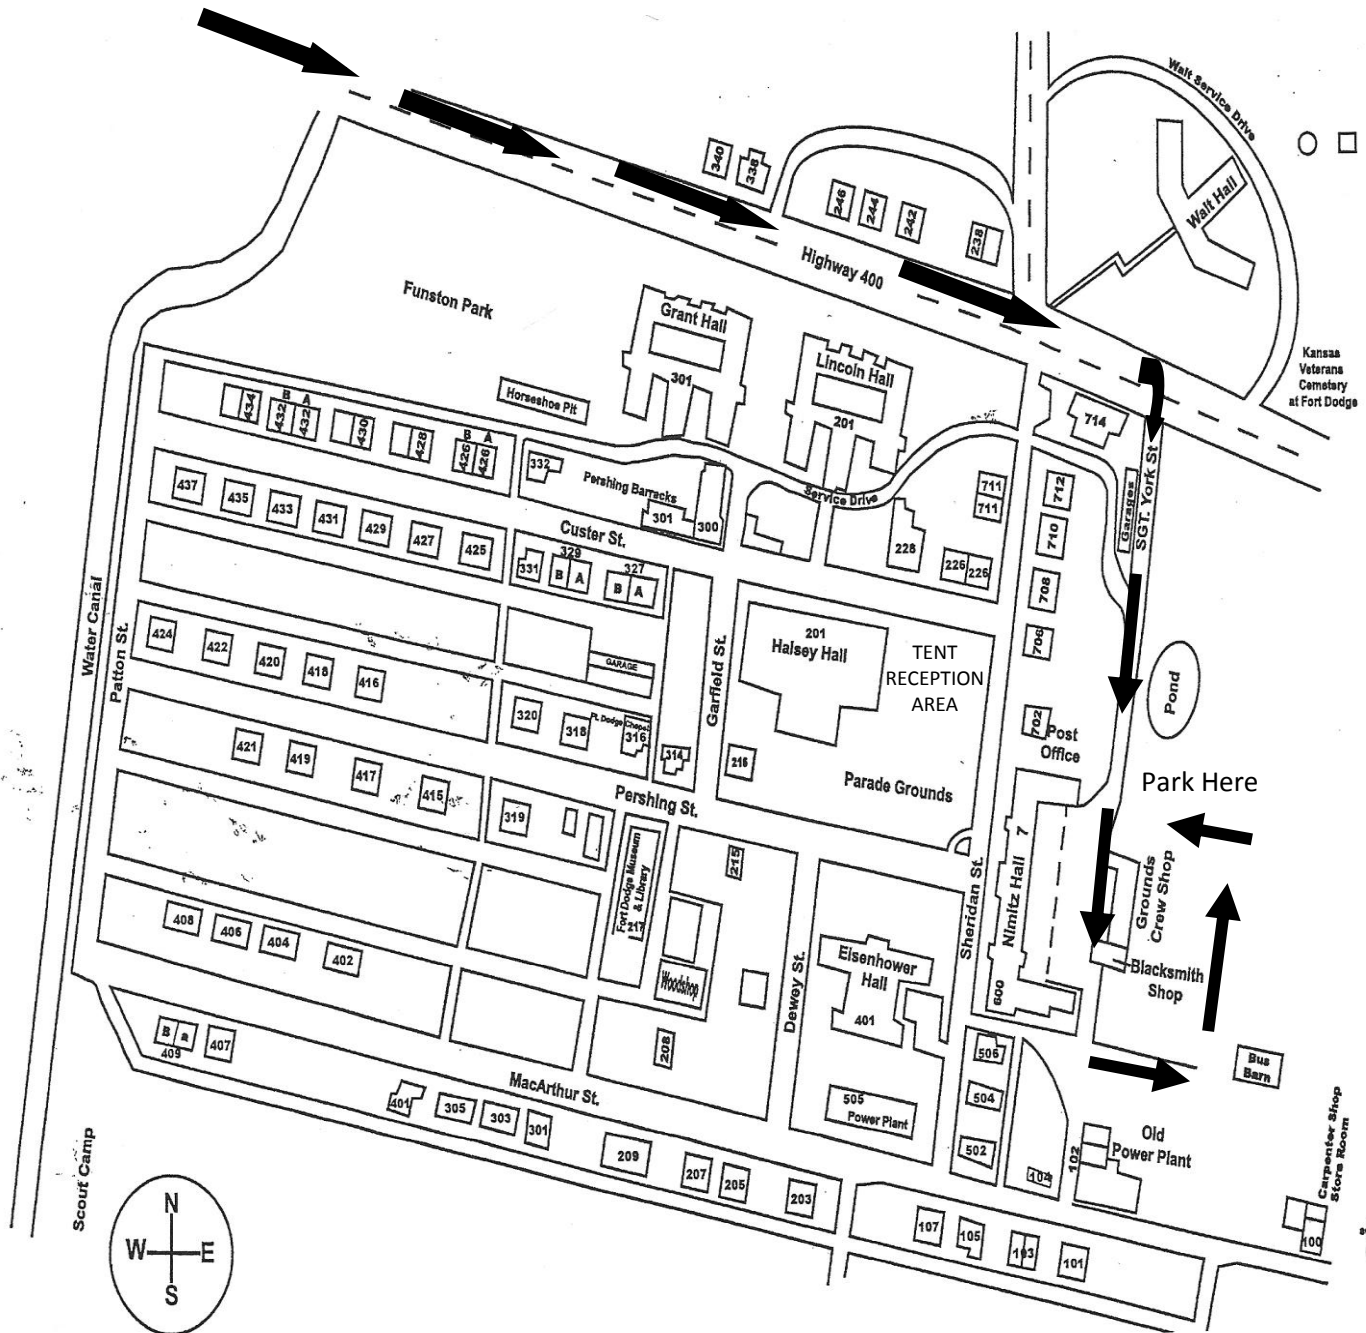 Walt Service Drive
Walt Hall
340
338
246
244
242
238
Highway 400
Funston Park
Grant Hall
301
Lincoln Hall
201
Kansas
Veterans
Cemetery
at Fort Dodge
Horseshoe Pit
714
434
B A
432
432
430
428
B A
426
426
332
Pershing Barracks
301
300
Service Drive
711
711
712
Garages
SGT. York St
437
435
433
431
429
427
425
Custer St.
228
226
226
710
331
329
B A
327
B A
708
706
Water Canal
Patton St.
424
422
420
418
416
GARAGE
Garfield St.
201
Halsey Hall
TENT
RECEPTION
AREA
Pond
702
Post
Office
320
318
Ft. Dodge Chapel
316
314
216
421
419
417
415
Pershing St.
Parade Grounds
Park Here
319
Fort Dodge Museum
& Library
217
215
Sheridan St.
Nimitz Hall 7
600
Grounds
Crew Shop
Blacksmith
Shop
408
406
404
402
Woodshop
Dewey St.
Eisenhower
Hall
401
B a
409
407
208
506
Bus
Barn
MacArthur St.
401
305
303
301
505
Power Plant
504
502
Old
Power Plant
102
104
209
207
205
203
Carpenter Shop
Store Room
100
107
105
103
101
Scout Camp
N
W E
S